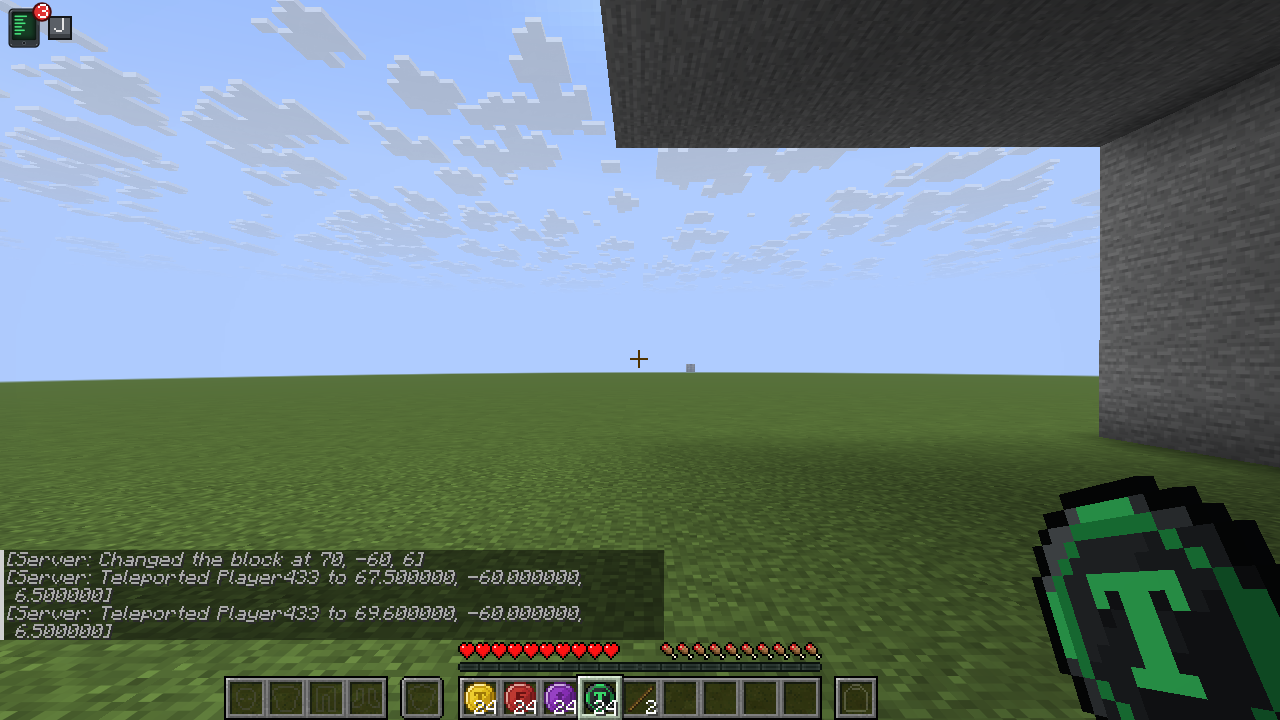 3
J
[Server: Changed the block at 70, -60, 6]
[Server: Teleported Player433 to 67.500000, -60.000000,
6.500000]
[Server: Teleported Player433 to 69.600000, -60.000000,
6.500000]
T
24 24 24 T 24 2